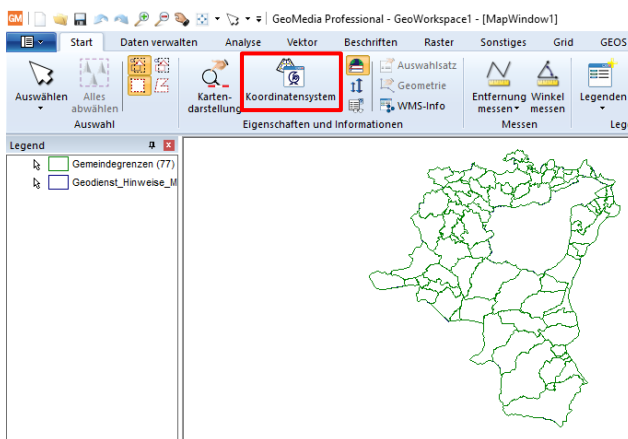 GM GeoMedia Professional - GeoWorkspace1 - [MapWindow1]
Start Daten verwalten Analyse Vektor Beschriften Raster Sonstiges Grid GEOS
Auswählen
Alles abwählen
Auswahl
Karten-darstellung
Koordinatensystem
Auswahlsatz
Geometrie
WMS-Info
Eigenschaften und Informationen
Entfernung messen
Winkel messen
Messen
Legenden
Leg
Legend
Gemeindegrenzen (77)
Geodienst_Hinweise_M